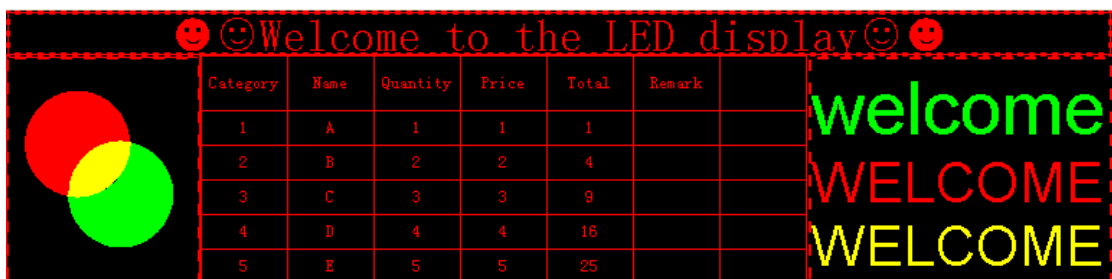 Welcome to the LED display
Category Name Quantity Price Total Remark
1 A 1 1 1
2 B 2 2 4
3 C 3 3 9
4 D 4 4 16
5 E 5 5 25
welcome
WELCOME
WELCOME